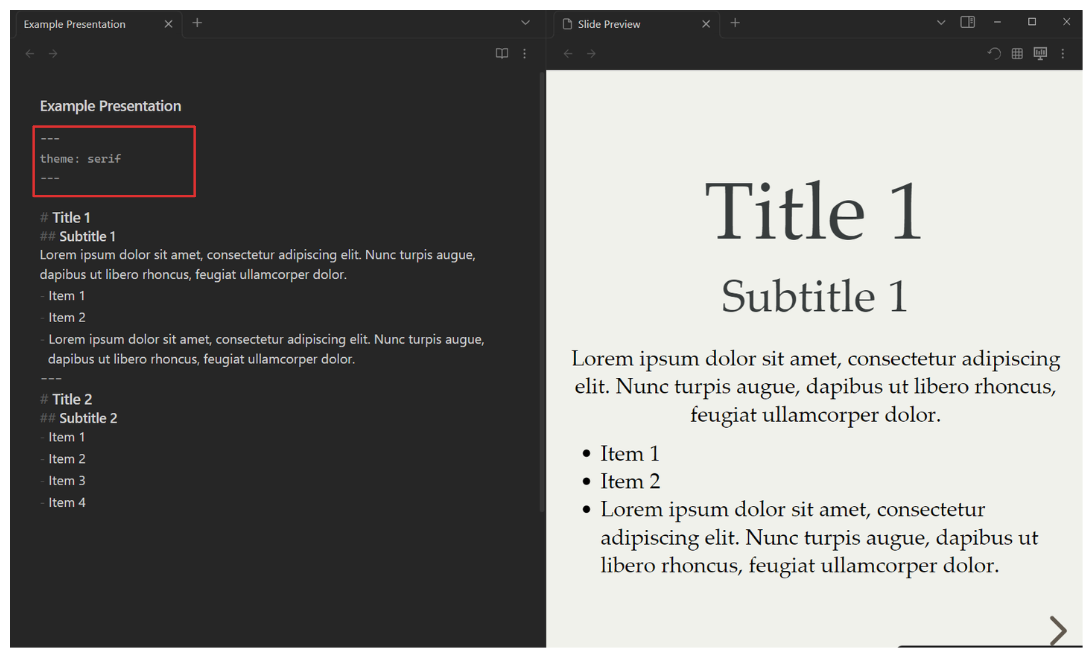 Example Presentation
Slide Preview
Example Presentation
---
theme: serif
---
# Title 1
## Subtitle 1
Lorem ipsum dolor sit amet, consectetur adipiscing elit. Nunc turpis augue,
dapibus ut libero rhoncus, feugiat ullamcorper dolor.
- Item 1
- Item 2
- Lorem ipsum dolor sit amet, consectetur adipiscing elit. Nunc turpis augue,
dapibus ut libero rhoncus, feugiat ullamcorper dolor.
---
# Title 2
## Subtitle 2
- Item 1
- Item 2
- Item 3
- Item 4
Title 1
Subtitle 1
Lorem ipsum dolor sit amet, consectetur adipiscing
elit. Nunc turpis augue, dapibus ut libero rhoncus,
feugiat ullamcorper dolor.
• Item 1
• Item 2
• Lorem ipsum dolor sit amet, consectetur
adipiscing elit. Nunc turpis augue, dapibus ut
libero rhoncus, feugiat ullamcorper dolor.